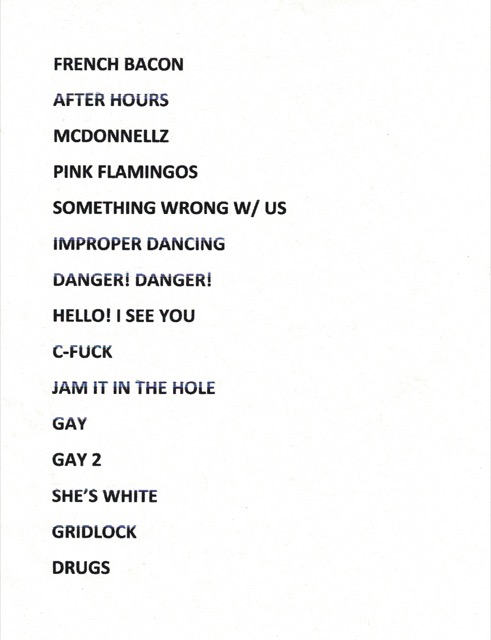 FRENCH BACON
AFTER HOURS
MCDONNELLZ
PINK FLAMINGOS
SOMETHING WRONG W/ US
IMPROPER DANCING
DANGER! DANGER!
HELLO! I SEE YOU
C-FUCK
JAM IT IN THE HOLE
GAY
GAY 2
SHE'S WHITE
GRIDLOCK
DRUGS